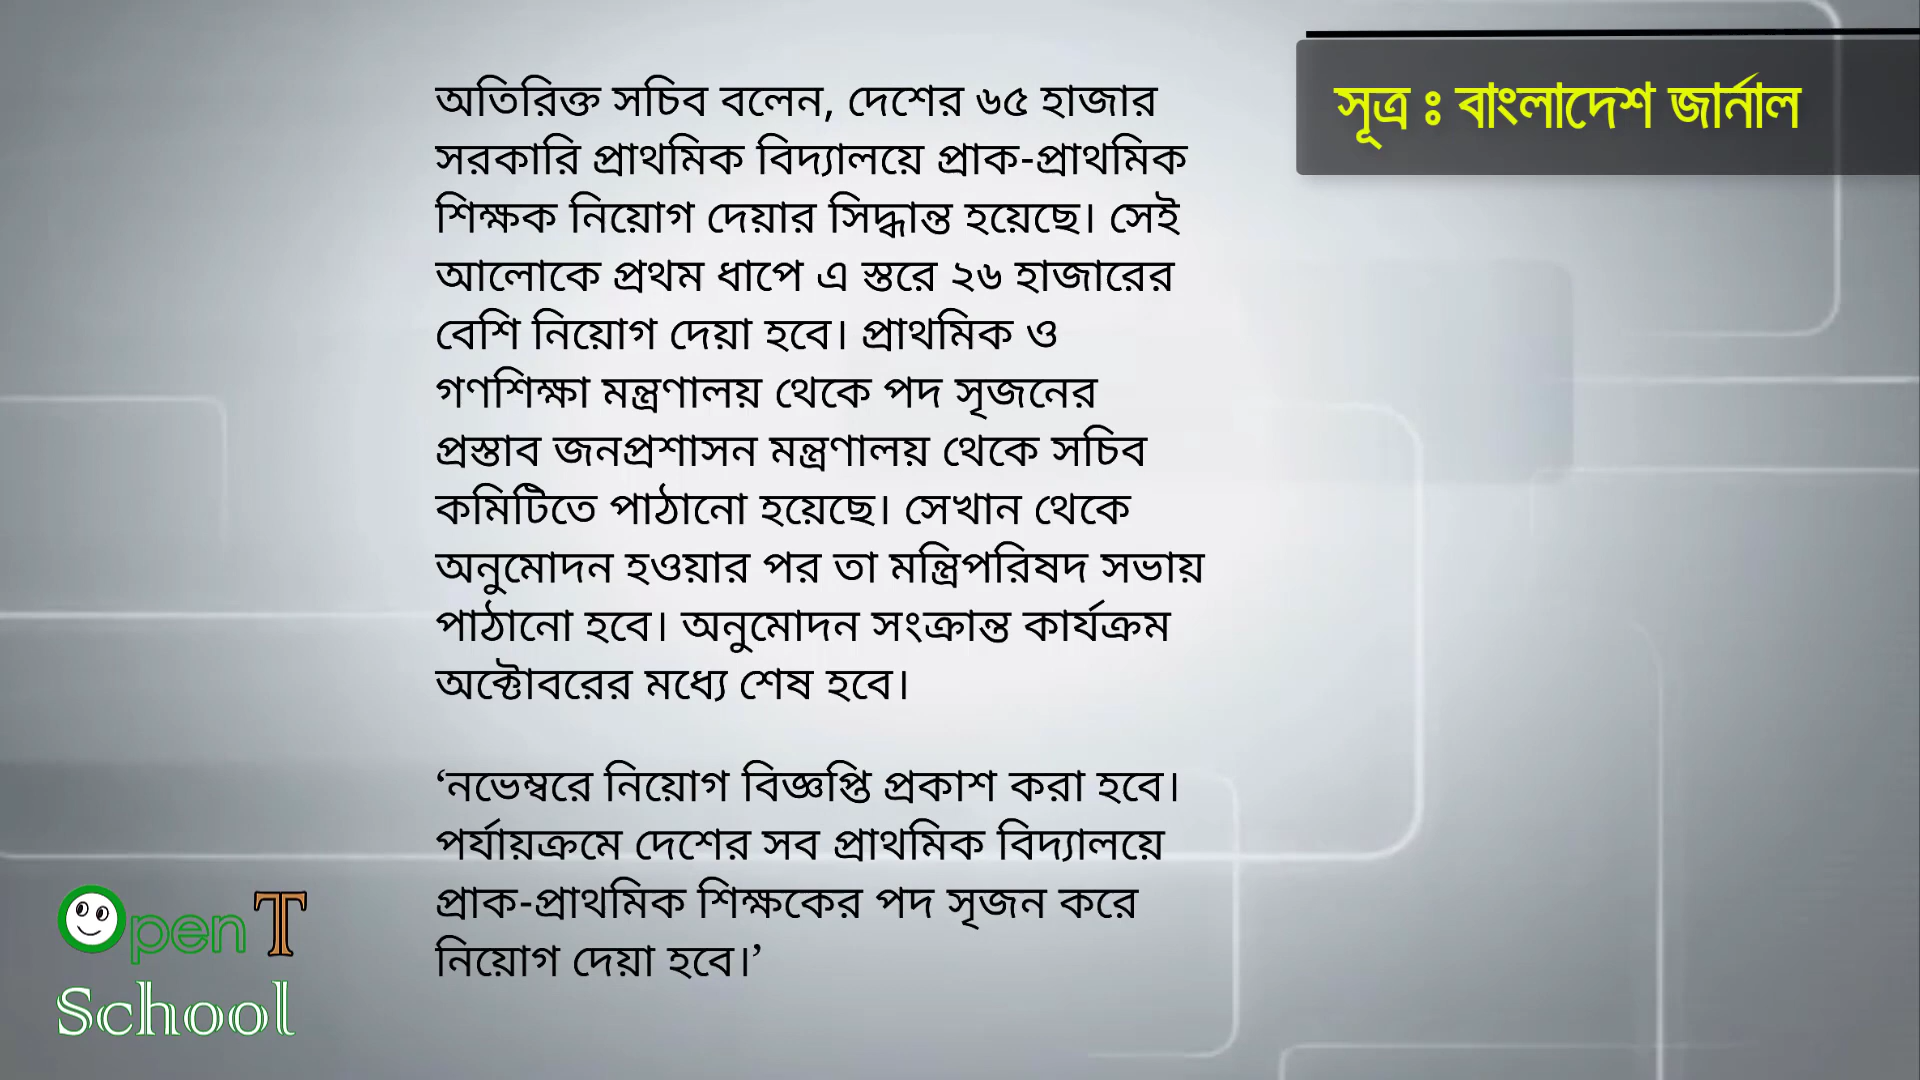 সূত্র ঃ বাংলাদেশ জার্নাল
অতিরিক্ত সচিব বলেন, দেশের ৬৫ হাজার
সরকারি প্রাথমিক বিদ্যালয়ে প্রাক-প্রাথমিক
শিক্ষক নিয়োগ দেয়ার সিদ্ধান্ত হয়েছে। সেই
আলোকে প্রথম ধাপে এ স্তরে ২৬ হাজারের
বেশি নিয়োগ দেয়া হবে। প্রাথমিক ও
গণশিক্ষা মন্ত্রণালয় থেকে পদ সৃজনের
প্রস্তাব জনপ্রশাসন মন্ত্রণালয় থেকে সচিব
কমিটিতে পাঠানো হয়েছে। সেখান থেকে
অনুমোদন হওয়ার পর তা মন্ত্রিপরিষদ সভায়
পাঠানো হবে। অনুমোদন সংক্রান্ত কার্যক্রম
অক্টোবরের মধ্যে শেষ হবে।
‘নভেম্বরে নিয়োগ বিজ্ঞপ্তি প্রকাশ করা হবে।
পর্যায়ক্রমে দেশের সব প্রাথমিক বিদ্যালয়ে
প্রাক-প্রাথমিক শিক্ষকের পদ সৃজন করে
নিয়োগ দেয়া হবে।’
Open T
School